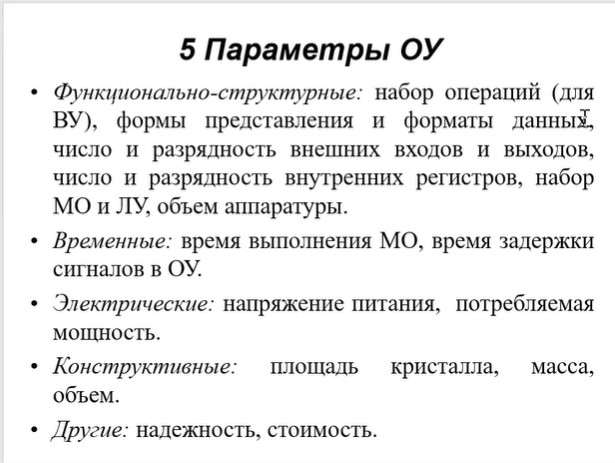 5 Параметры ОУ
• Функционально-структурные: набор операций (для
ВУ), формы представления и форматы данных,
число и разрядность внешних входов и выходов,
число и разрядность внутренних регистров, набор
МО и ЛУ, объем аппаратуры.
• Временные: время выполнения МО, время задержки
сигналов в ОУ.
• Электрические: напряжение питания, потребляемая
мощность.
• Конструктивные: площадь кристалла, масса,
объем.
• Другие: надежность, стоимость.